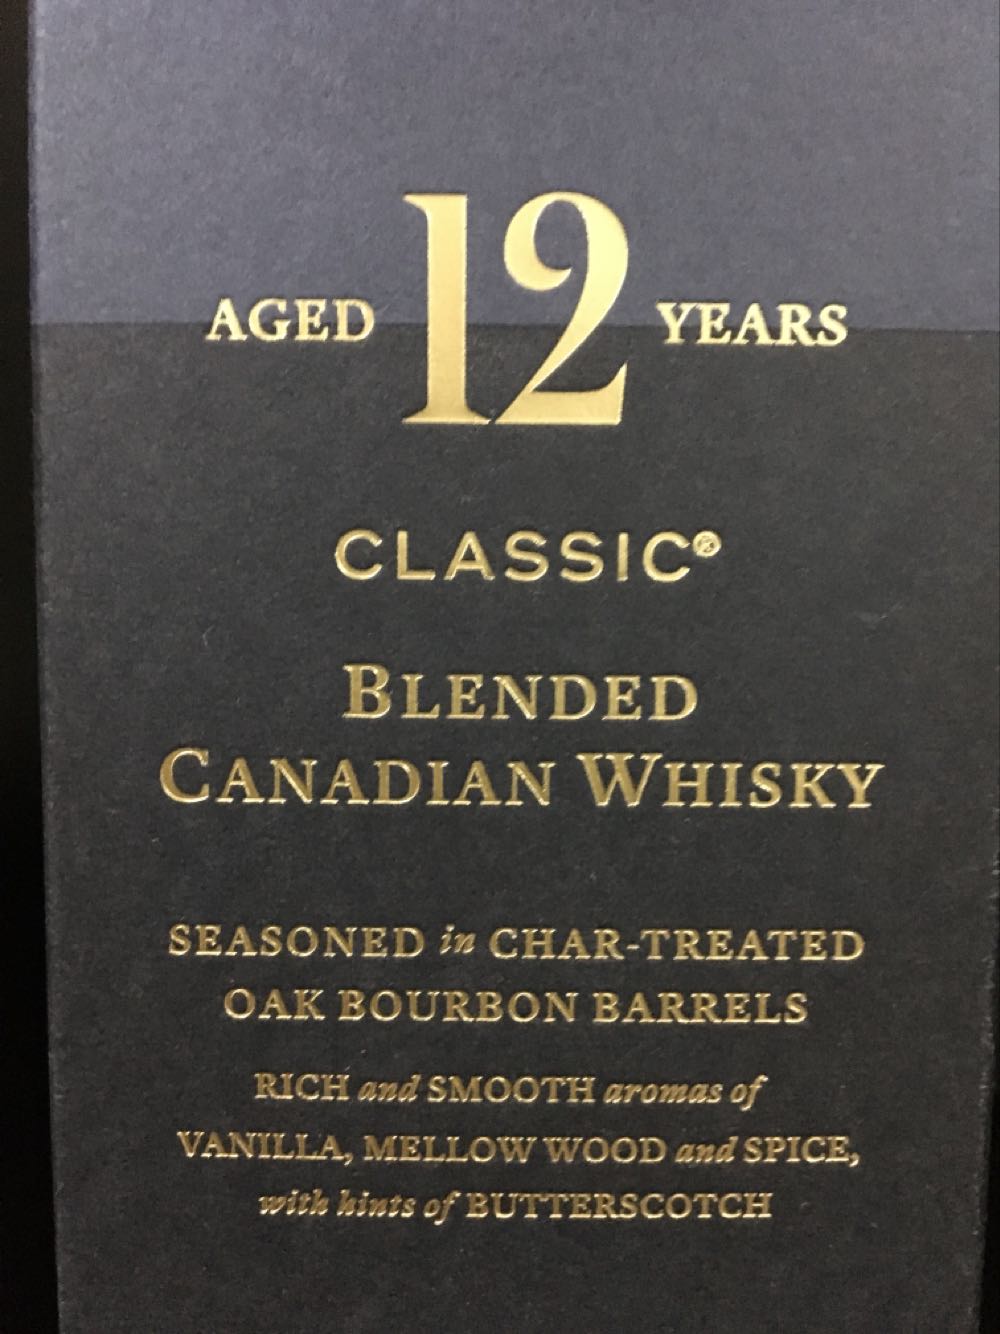 AGED 12 YEARS
CLASSIC®
BLENDED
CANADIAN WHISKY
SEASONED in CHAR-TREATED
OAK BOURBON BARRELS
RICH and SMOOTH aromas of
VANILLA, MELLOW WOOD and SPICE,
with hints of BUTTERSCOTCH